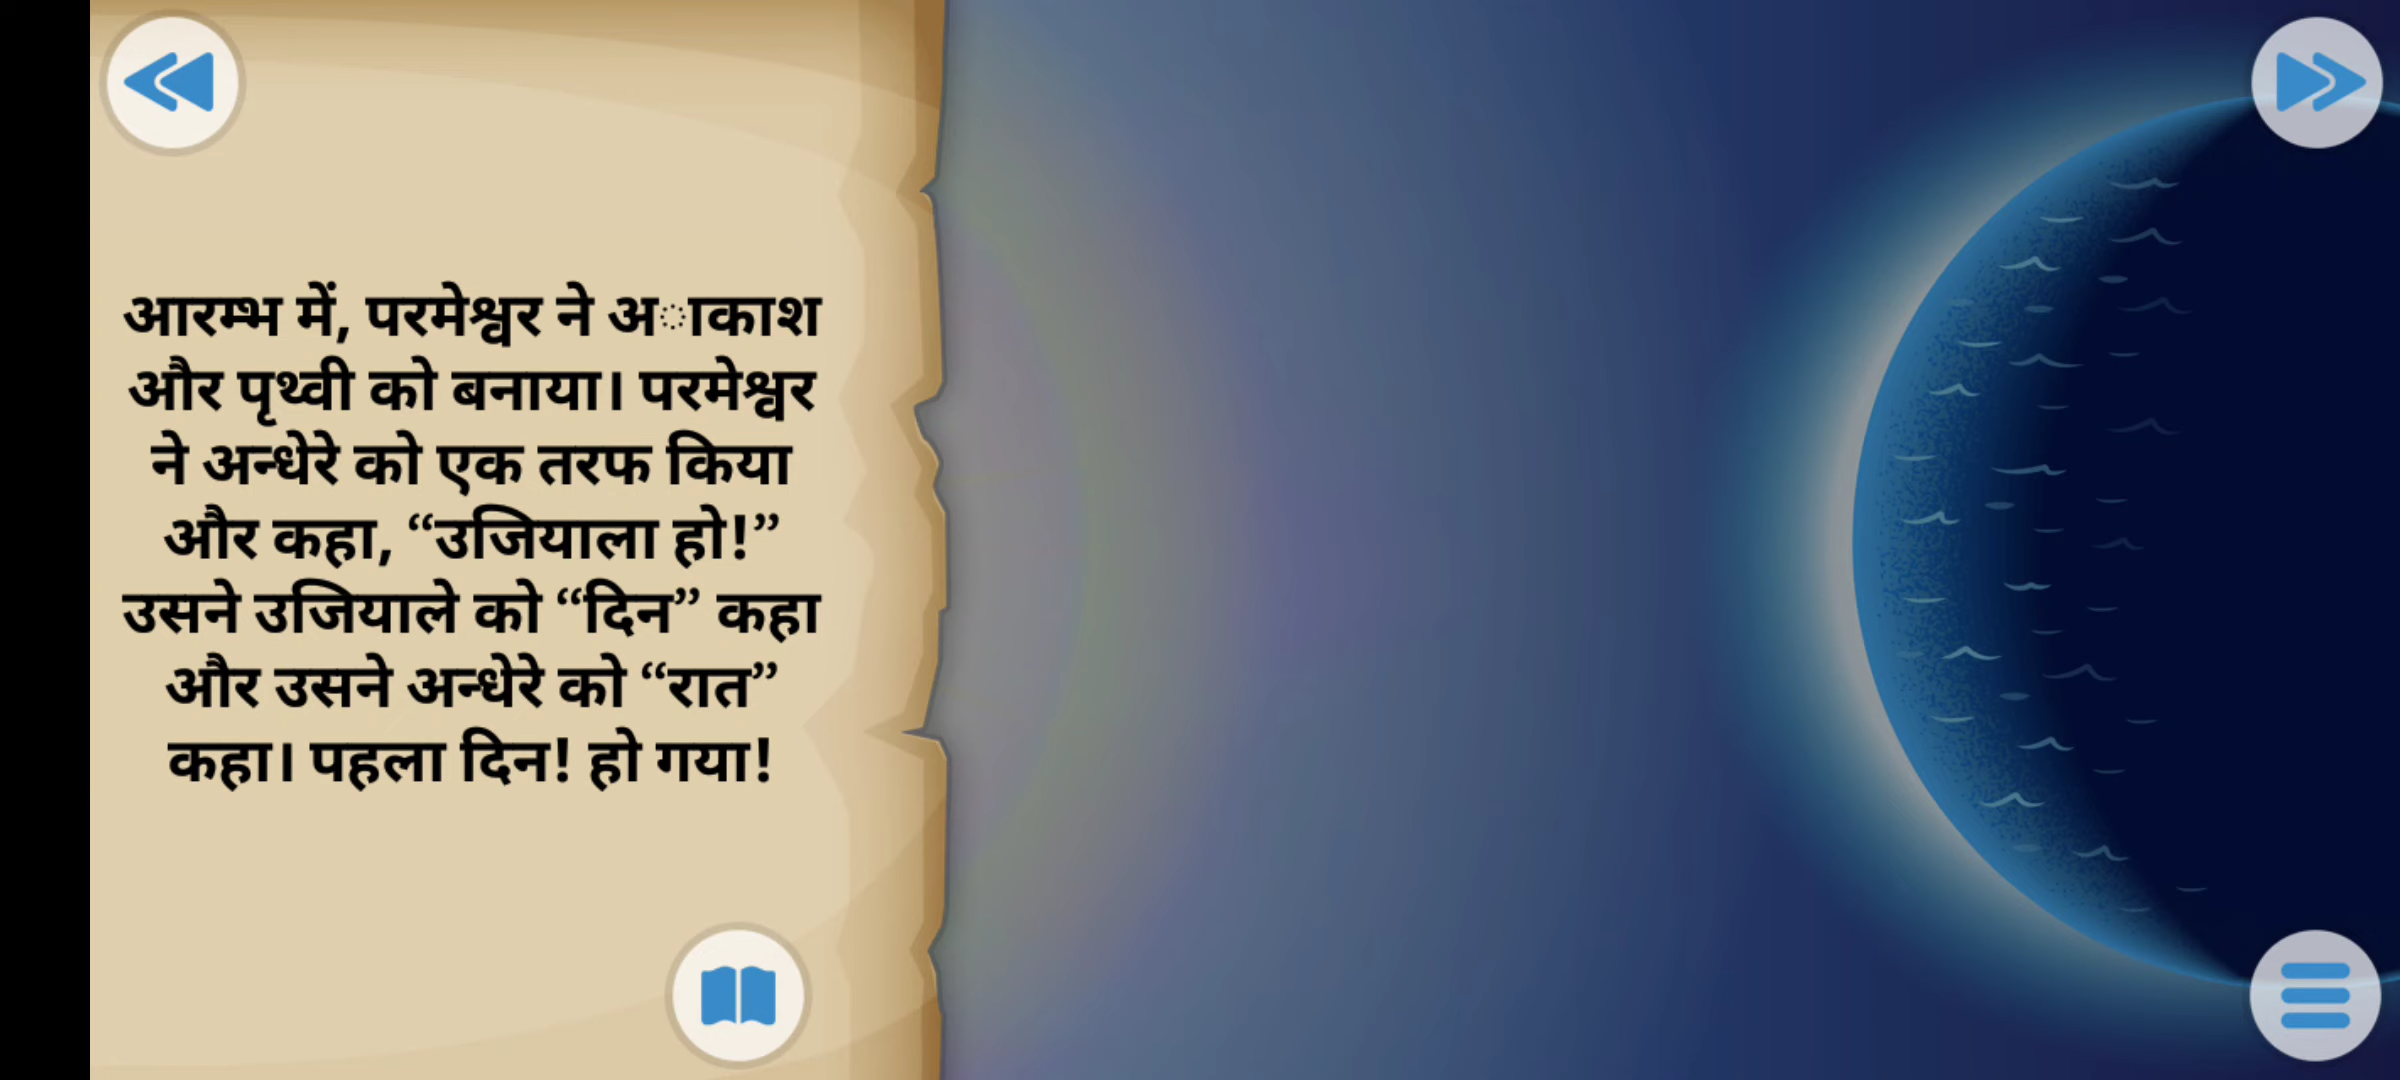 आरम्भ में, परमेश्वर ने अाकाश
और पृथ्वी को बनाया। परमेश्वर
ने अन्धेरे को एक तरफ किया
और कहा, “उजियाला हो!”
उसने उजियाले को “दिन” कहा
और उसने अन्धेरे को “रात”
कहा। पहला दिन! हो गया!